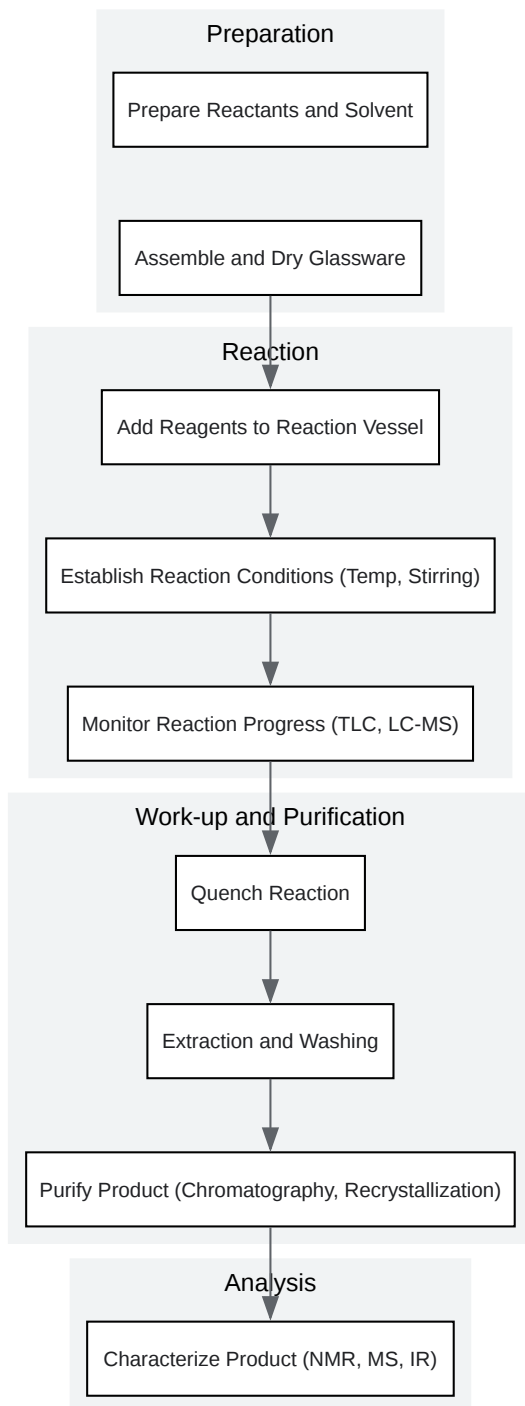 Preparation
Prepare Reactants and Solvent
Assemble and Dry Glassware
Reaction
Add Reagents to Reaction Vessel
Establish Reaction Conditions (Temp, Stirring)
Monitor Reaction Progress (TLC, LC-MS)
Work-up and Purification
Quench Reaction
Extraction and Washing
Purify Product (Chromatography, Recrystallization)
Analysis
Characterize Product (NMR, MS, IR)